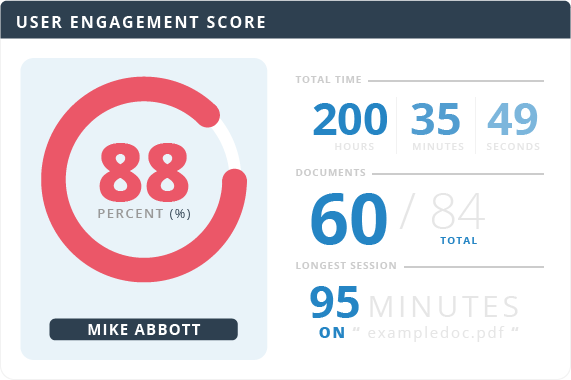 USER ENGAGEMENT SCORE
88
PERCENT (%)
MIKE ABBOTT
TOTAL TIME
200 35 49
HOURS MINUTES SECONDS
DOCUMENTS
60 / 84
TOTAL
LONGEST SESSION
95 MINUTES
ON “ exampledoc.pdf “